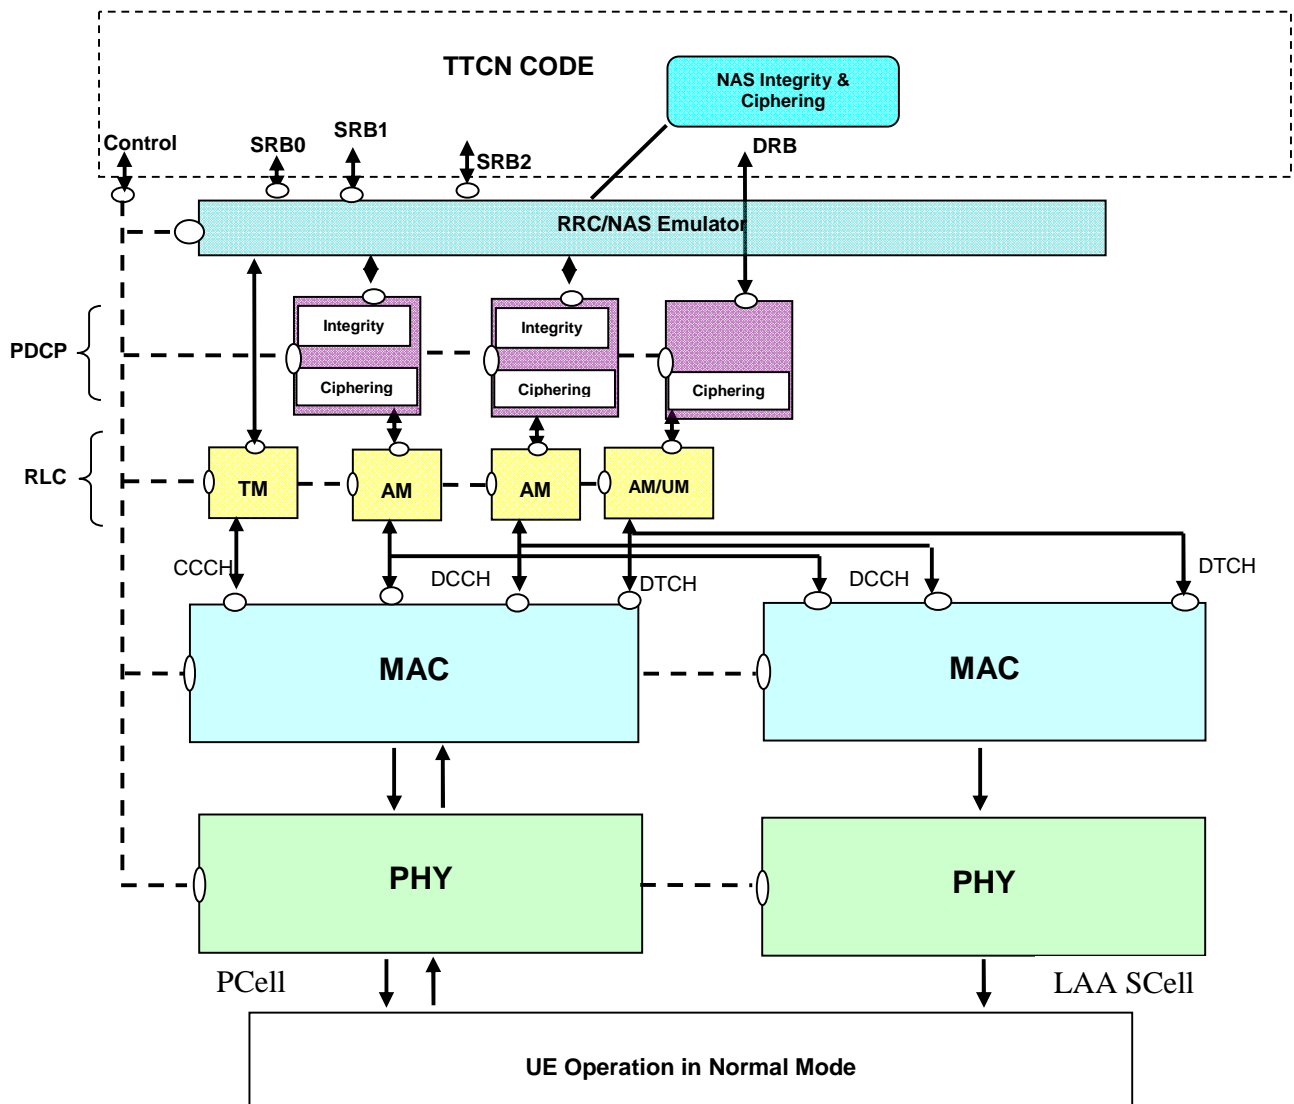 TTCN CODE
NAS Integrity &
Ciphering
Control
SRB0
SRB1
SRB2
DRB
RRC/NAS Emulator
PDCP
Integrity
Ciphering
Integrity
Ciphering
Ciphering
RLC
TM
AM
AM
AM/UM
CCCH
DCCH
DTCH
DCCH
DTCH
MAC
MAC
PHY
PHY
PCell
LAA SCell
UE Operation in Normal Mode